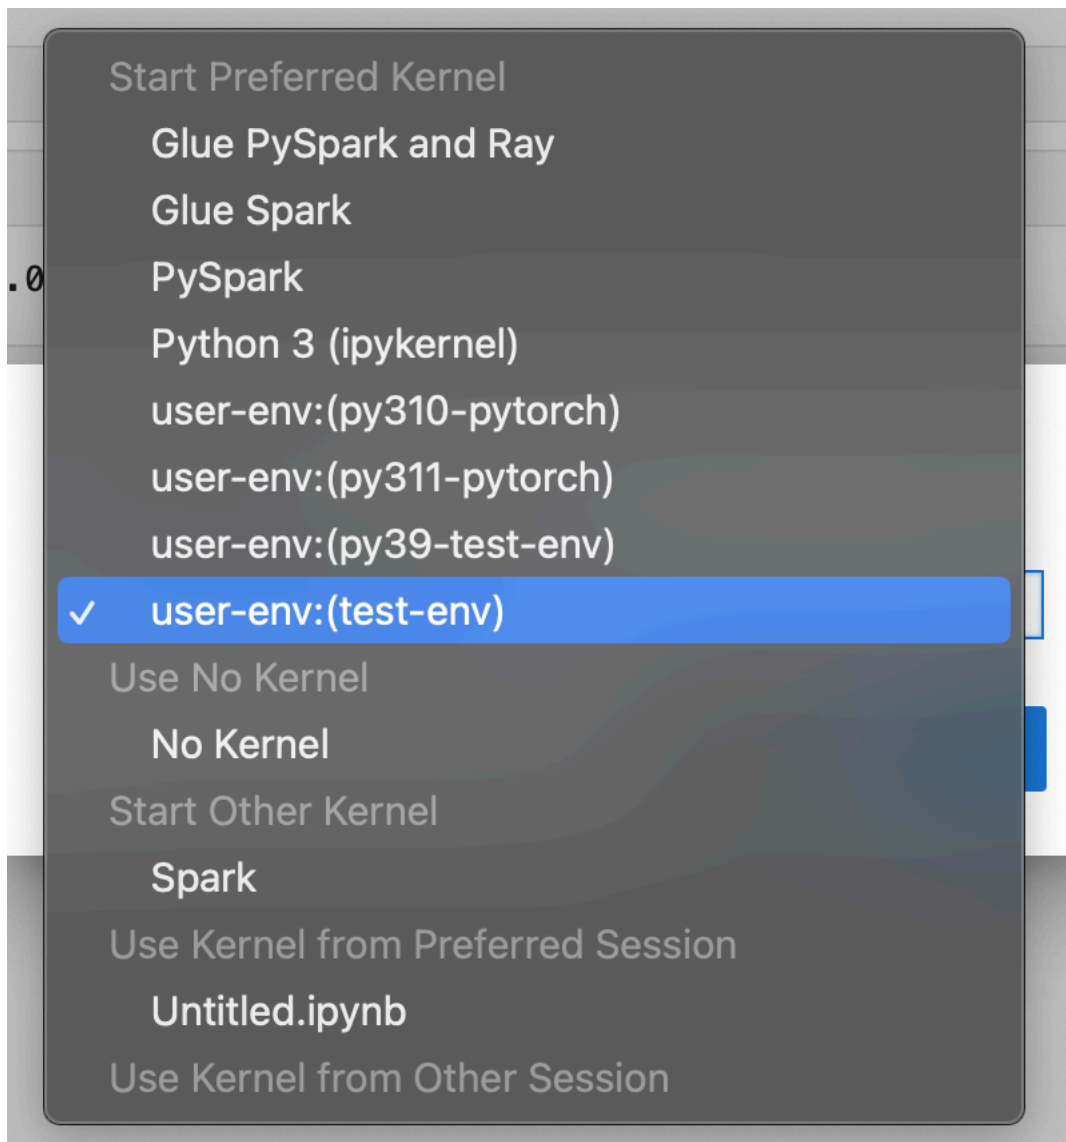 Start Preferred Kernel
Glue PySpark and Ray
Glue Spark
PySpark
.0
Python 3 (ipykernel)
user-env:(py310-pytorch)
user-env:(py311-pytorch)
user-env:(py39-test-env)
✓ user-env:(test-env)
Use No Kernel
No Kernel
Start Other Kernel
Spark
Use Kernel from Preferred Session
Untitled.ipynb
Use Kernel from Other Session